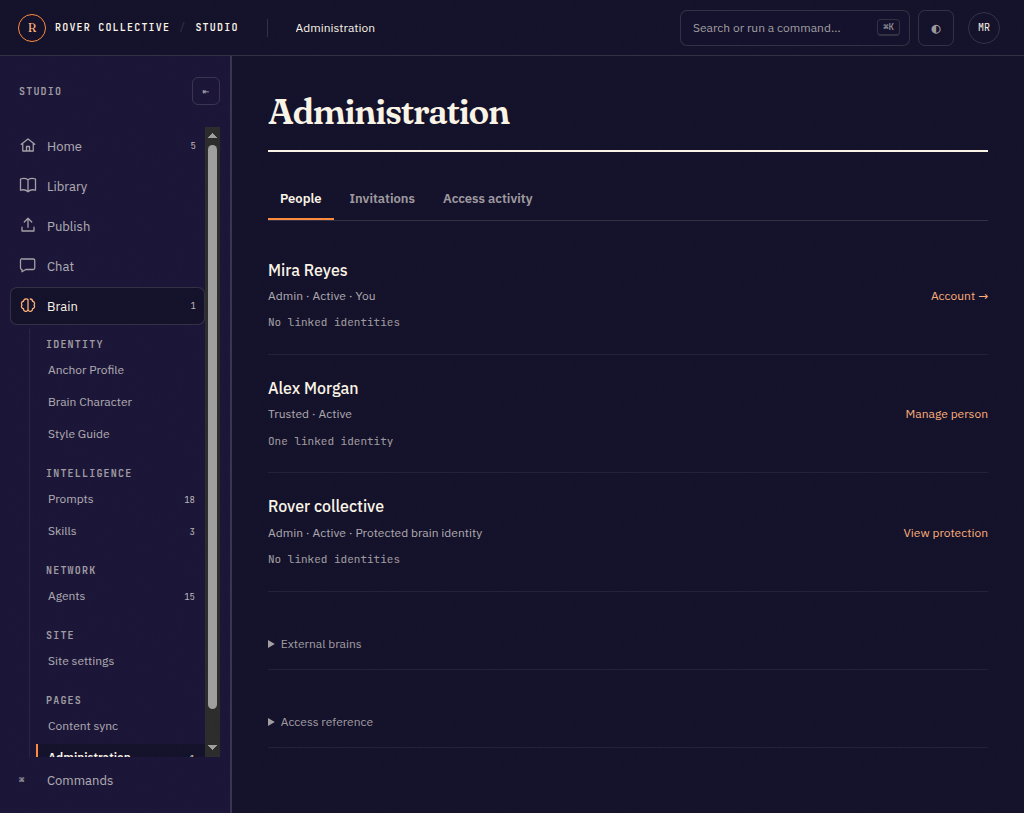 R ROVER COLLECTIVE / STUDIO
Administration
Search or run a command... ⌘K
MR
STUDIO
Home 5
Library
Publish
Chat
Brain 1
IDENTITY
Anchor Profile
Brain Character
Style Guide
INTELLIGENCE
Prompts 18
Skills 3
NETWORK
Agents 15
SITE
Site settings
PAGES
Content sync
Administration
⌘ Commands
Administration
People Invitations Access activity
Mira Reyes
Admin · Active · You
Account →
No linked identities
Alex Morgan
Trusted · Active
Manage person
One linked identity
Rover collective
Admin · Active · Protected brain identity
View protection
No linked identities
External brains
Access reference